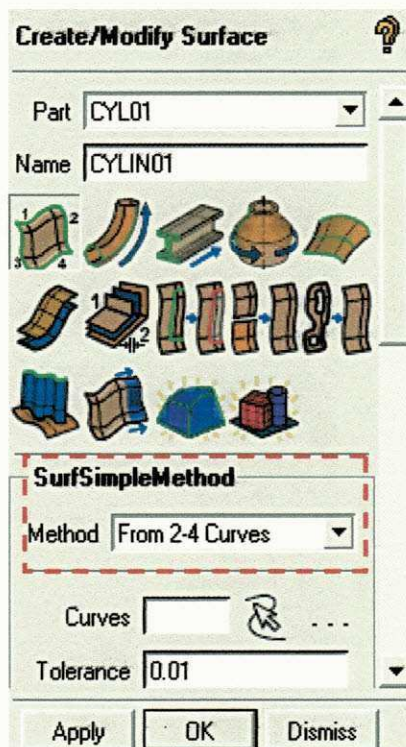 Create/Modify Surface ?
Part CYL01
Name CYLIN01
1 2
3 4
1 2
SurfSimpleMethod
Method From 2-4 Curves
Curves ...
Tolerance 0.01
Apply OK Dismiss